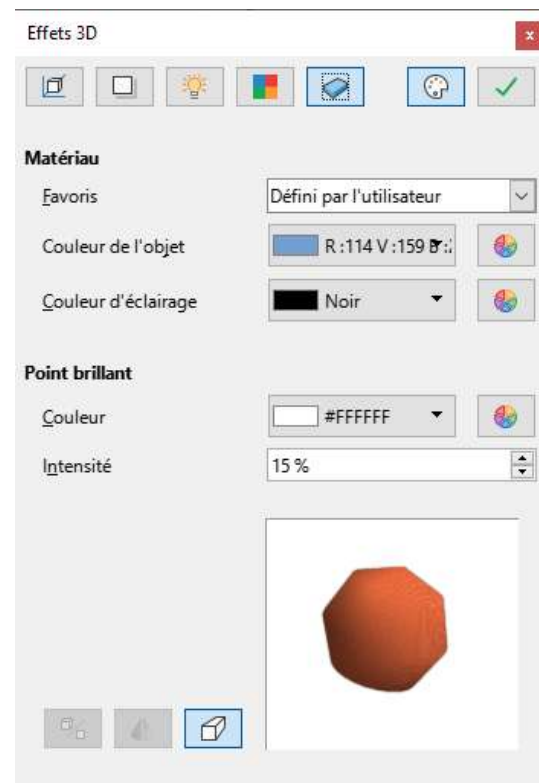 Effets 3D
Matériau
Favoris
Défini par l'utilisateur
Couleur de l'objet
R :114 V :159 B :
Couleur d'éclairage
Noir
Point brillant
Couleur
#FFFFFF
Intensité
15 %